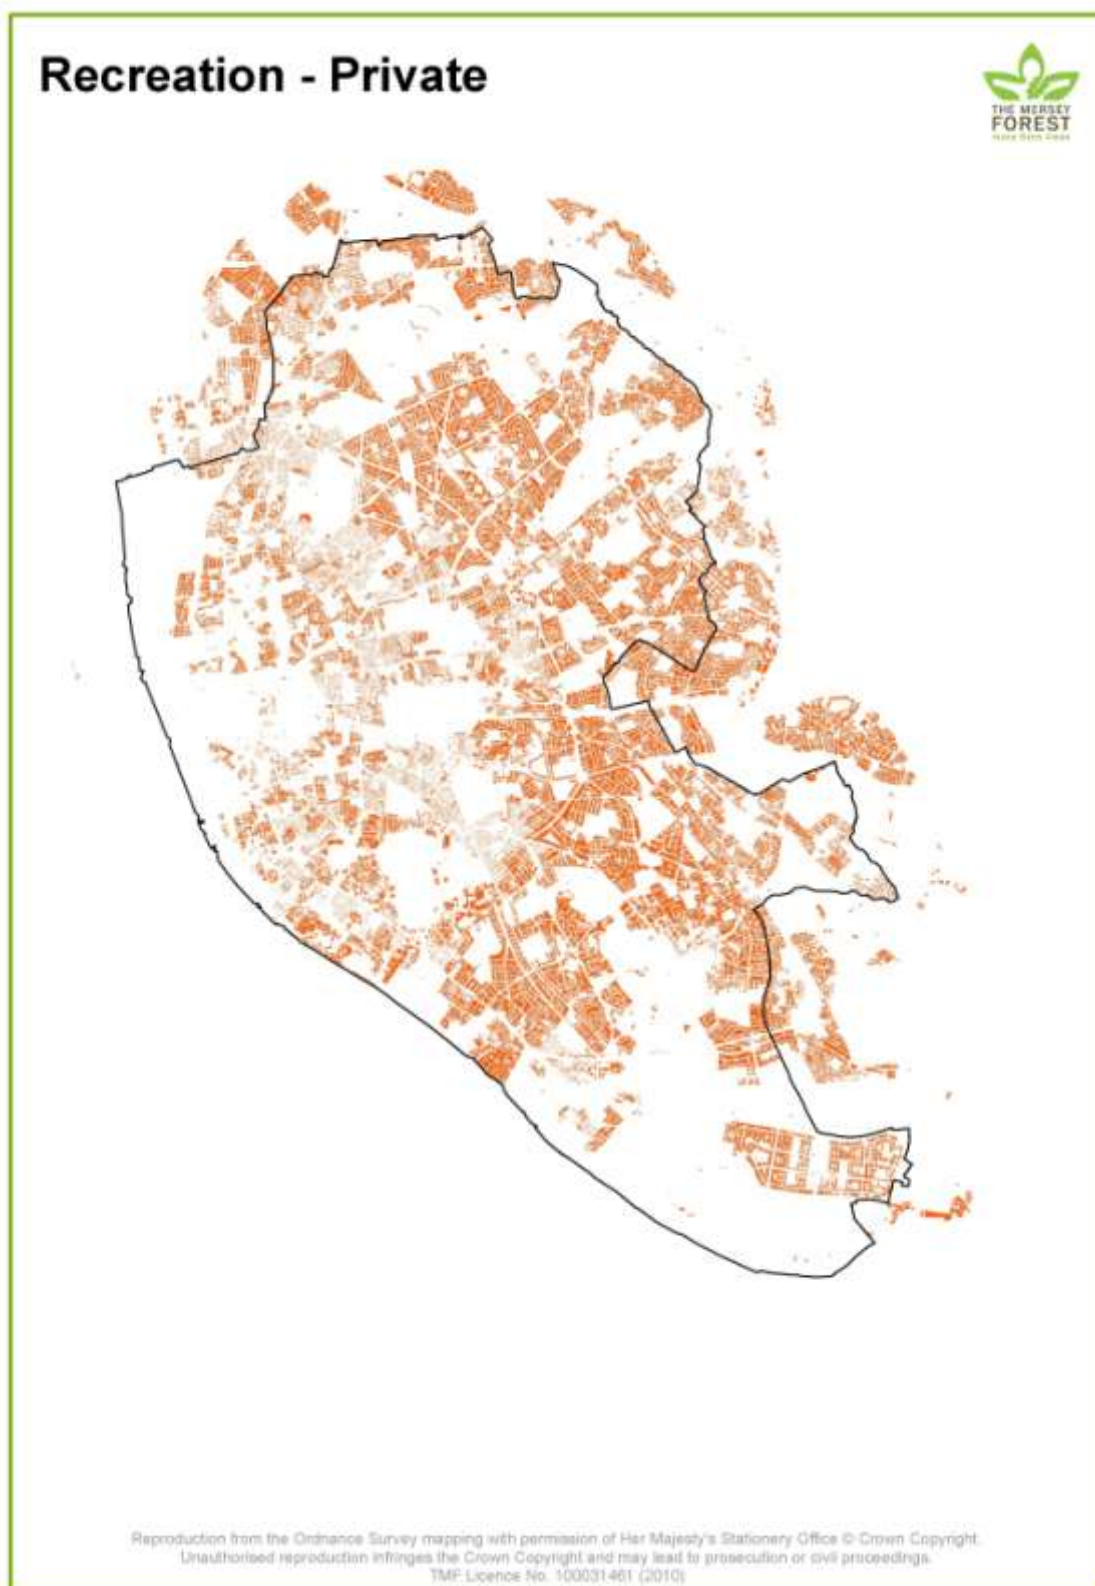 Recreation - Private
THE MERSEY
FOREST
Reproduction from the Ordnance Survey mapping with permission of Her Majesty's Stationery Office © Crown Copyright.
Unauthorised reproduction infringes the Crown Copyright and may lead to prosecution or civil proceedings.
TMF Licence No. 100031461 (2010)